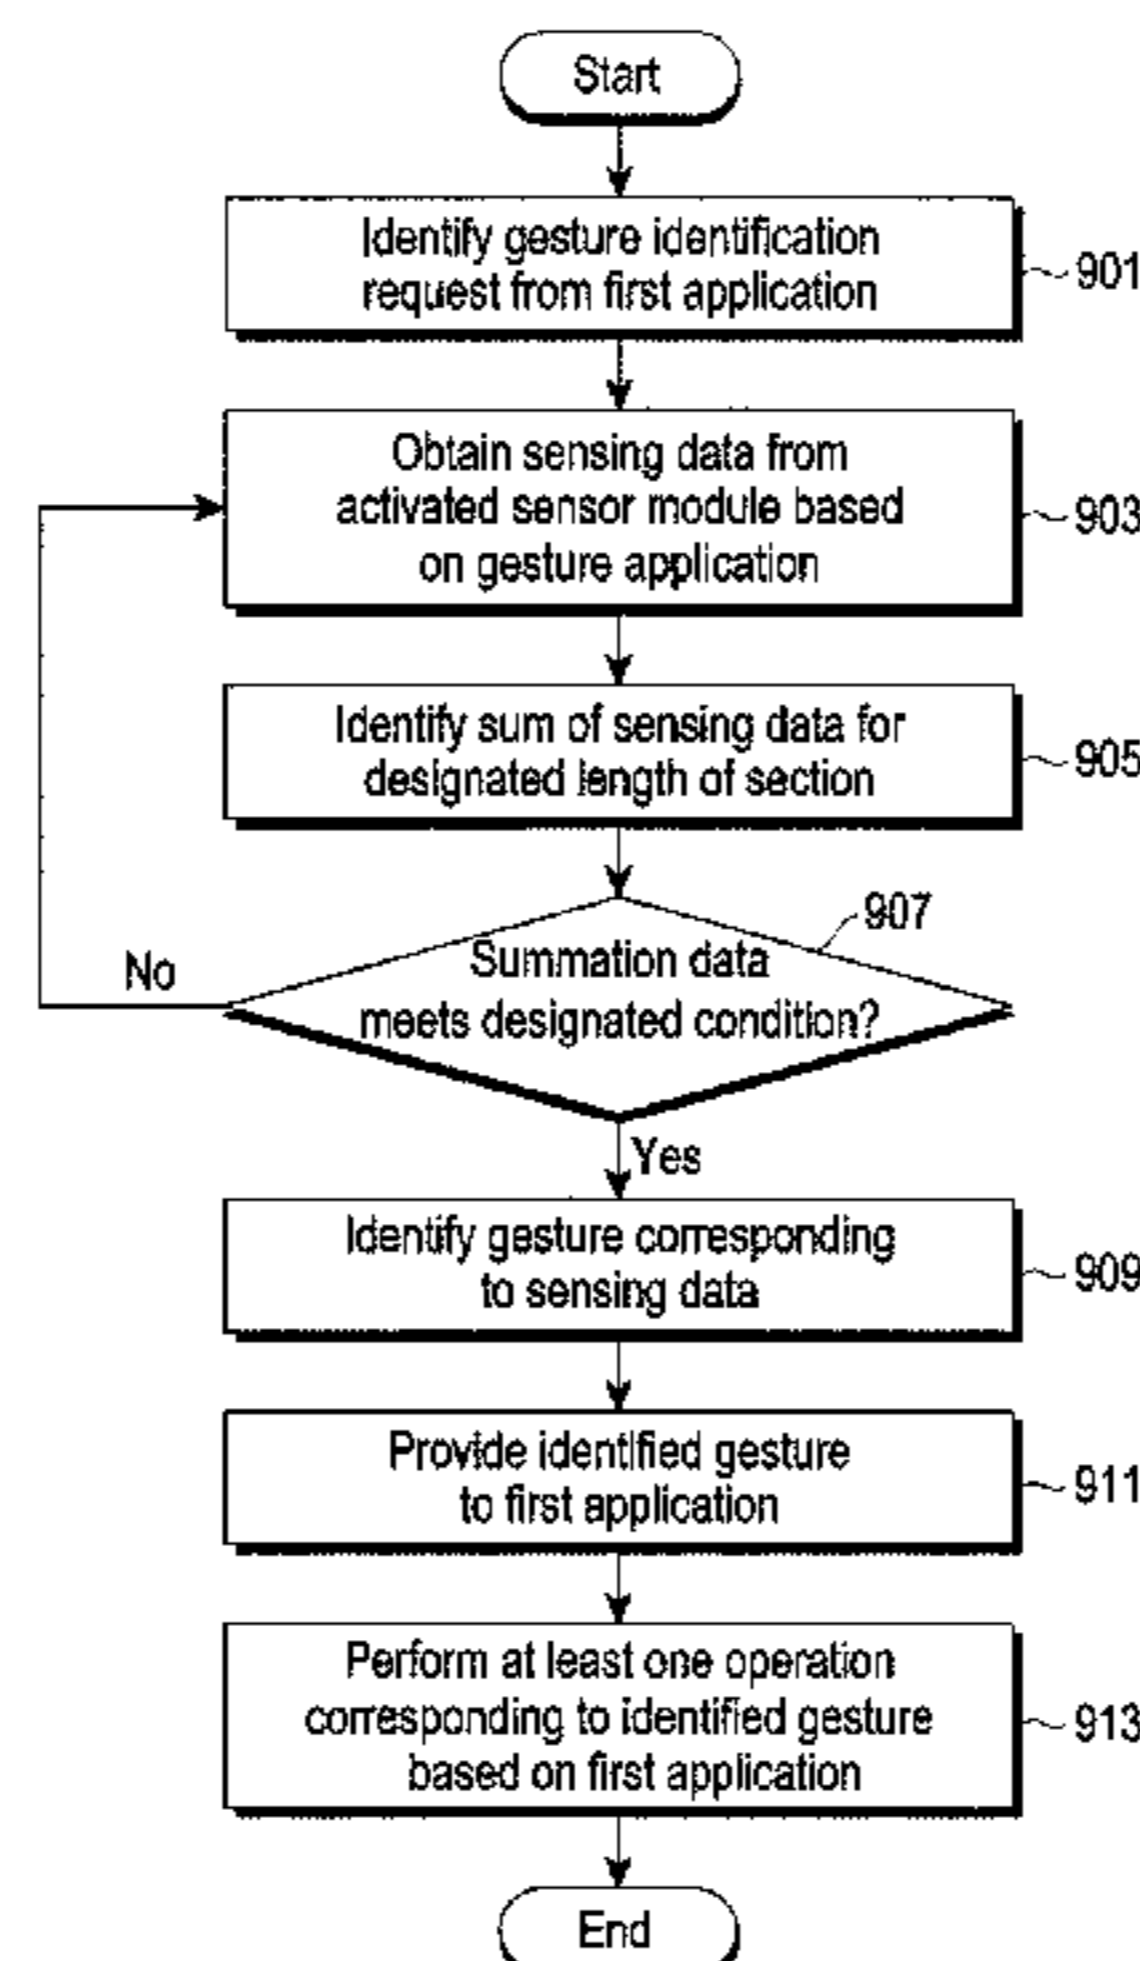 Start
Identify gesture identification
request from first application
901
Obtain sensing data from
activated sensor module based
on gesture application
903
Identify sum of sensing data for
designated length of section
905
907
Summation data
meets designated condition?
No
Yes
Identify gesture corresponding
to sensing data
909
Provide identified gesture
to first application
911
Perform at least one operation
corresponding to identified gesture
based on first application
913
End